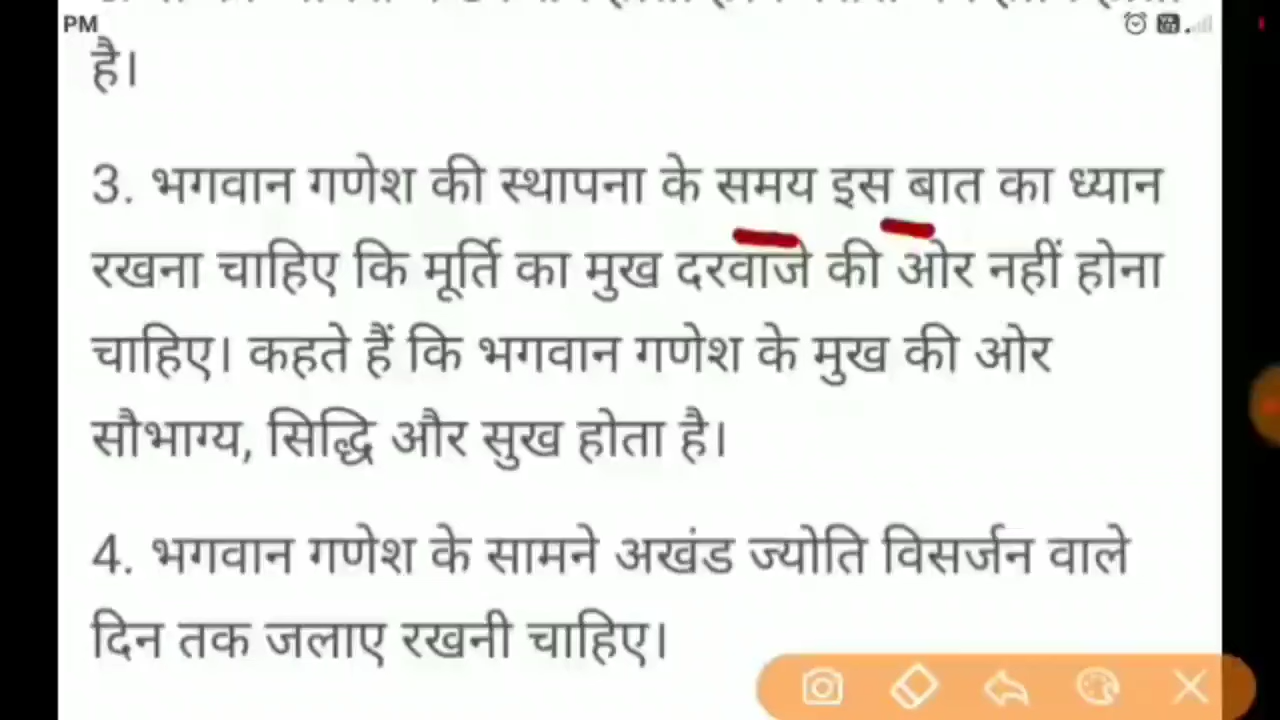 PM
है।
3. भगवान गणेश की स्थापना के समय इस बात का ध्यान
रखना चाहिए कि मूर्ति का मुख दरवाजे की ओर नहीं होना
चाहिए। कहते हैं कि भगवान गणेश के मुख की ओर
सौभाग्य, सिद्धि और सुख होता है।
4. भगवान गणेश के सामने अखंड ज्योति विसर्जन वाले
दिन तक जलाए रखनी चाहिए।